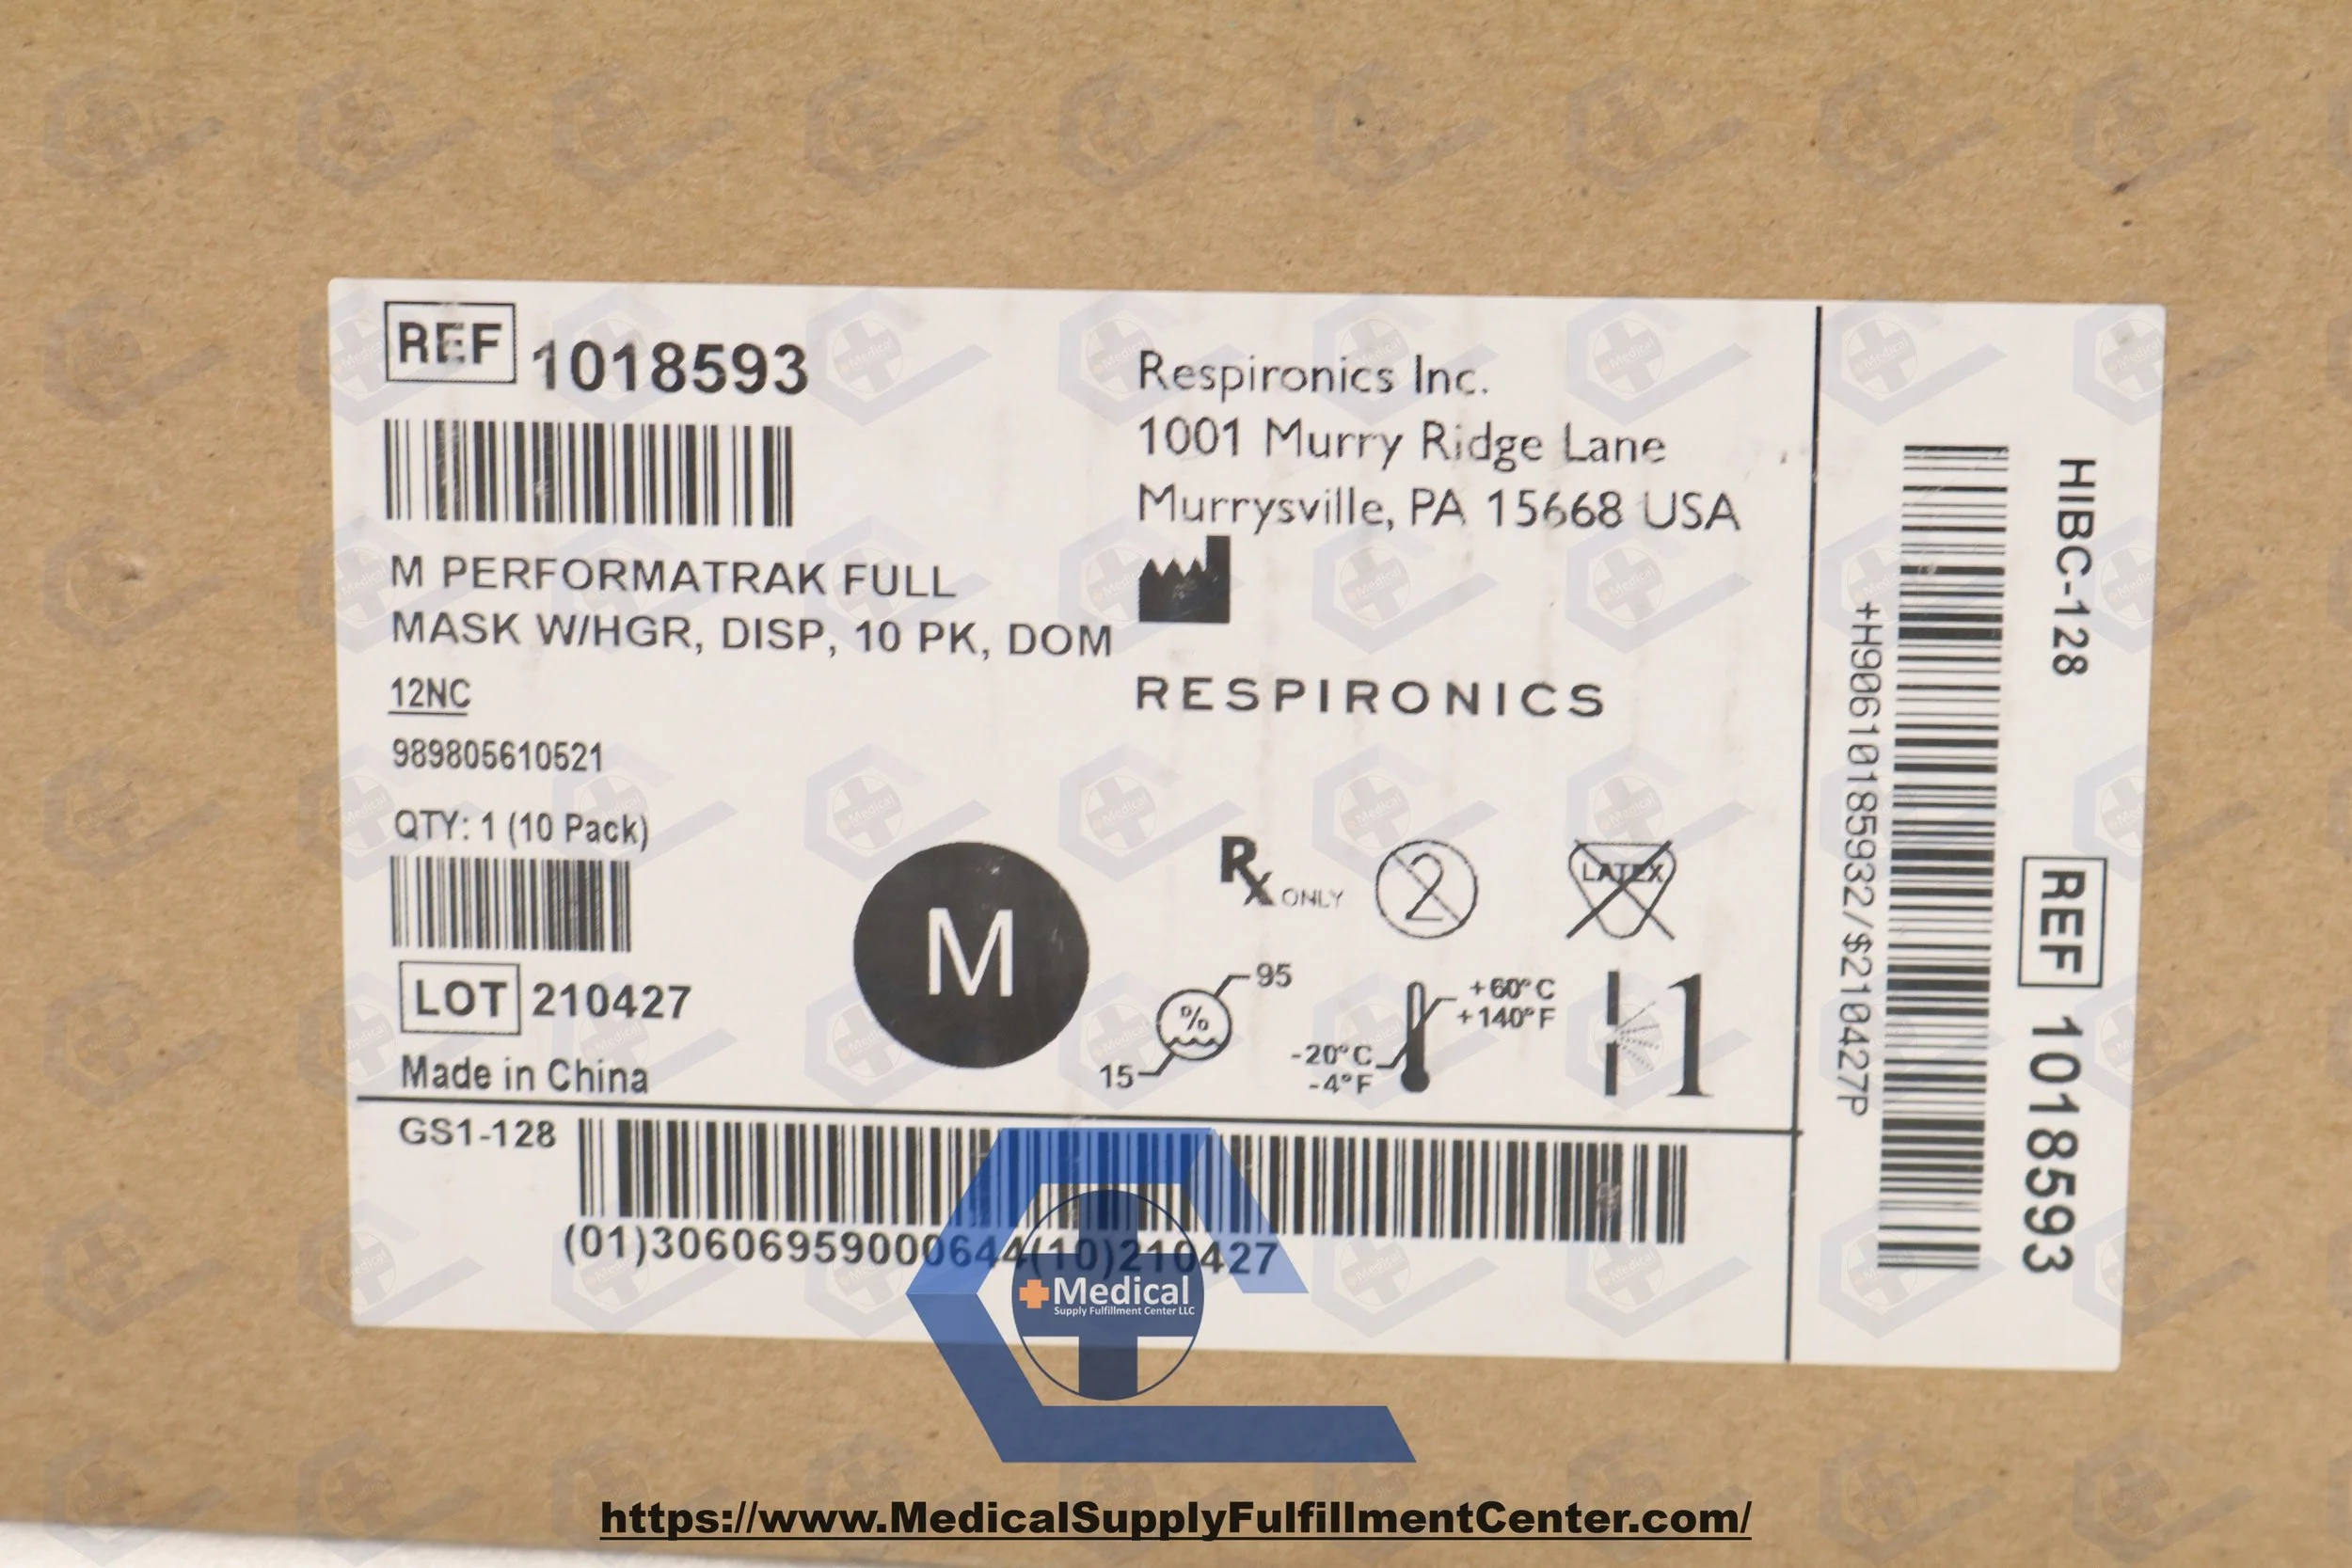 REF 1018593
M PERFORMATRAK FULL
MASK W/HGR, DISP, 10 PK, DOM
12NC
989805610521
QTY: 1 (10 Pack)
LOT 210427
Made in China
M
Respironics Inc.
1001 Murry Ridge Lane
Murrysville, PA 15668 USA
RESPIRONICS
Rx ONLY
2
LATEX
95
%
15
+60°C
+140°F
-20°C
-4°F
1
GS1-128
(01)30606959000644(10)210427
HIBC-128
+H90610185932/$210427P
REF 1018593
Medical
Supply Fulfillment Center LLC
https://www.MedicalSupplyFulfillmentCenter.com/